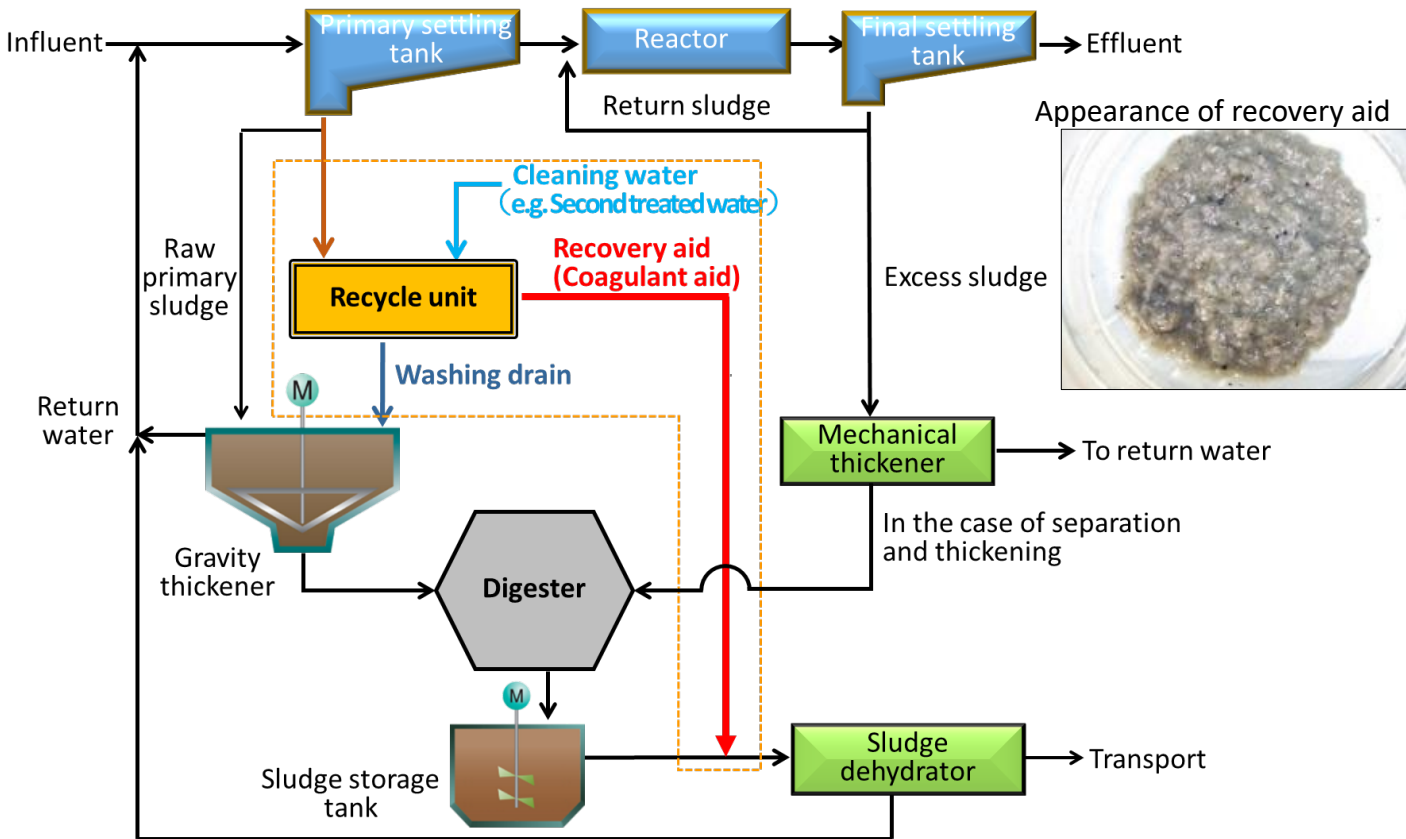 Influent
Primary settling
tank
Reactor
Final settling
tank
Effluent
Return sludge
Appearance of recovery aid
Cleaning water
(e.g. Second treated water)
Raw
primary
sludge
Recovery aid
(Coagulant aid)
Excess sludge
Recycle unit
Washing drain
M
Return
water
Mechanical
thickener
To return water
In the case of separation
and thickening
Gravity
thickener
Digester
M
Sludge storage
tank
Sludge
dehydrator
Transport